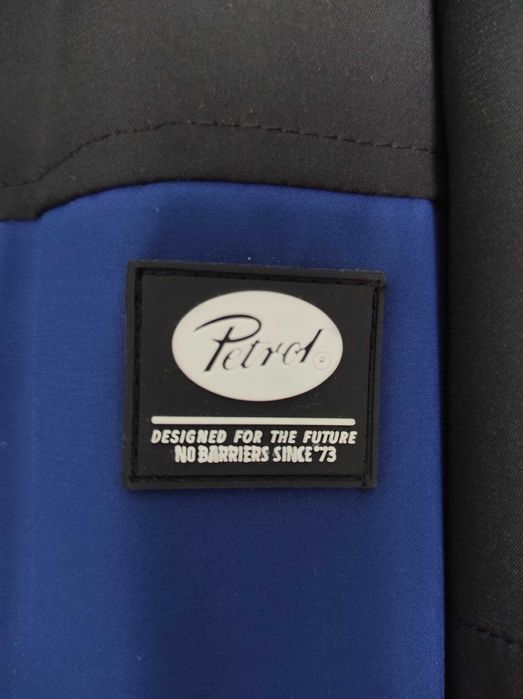 Petrol ®
DESIGNED FOR THE FUTURE
NO BARRIERS SINCE '73